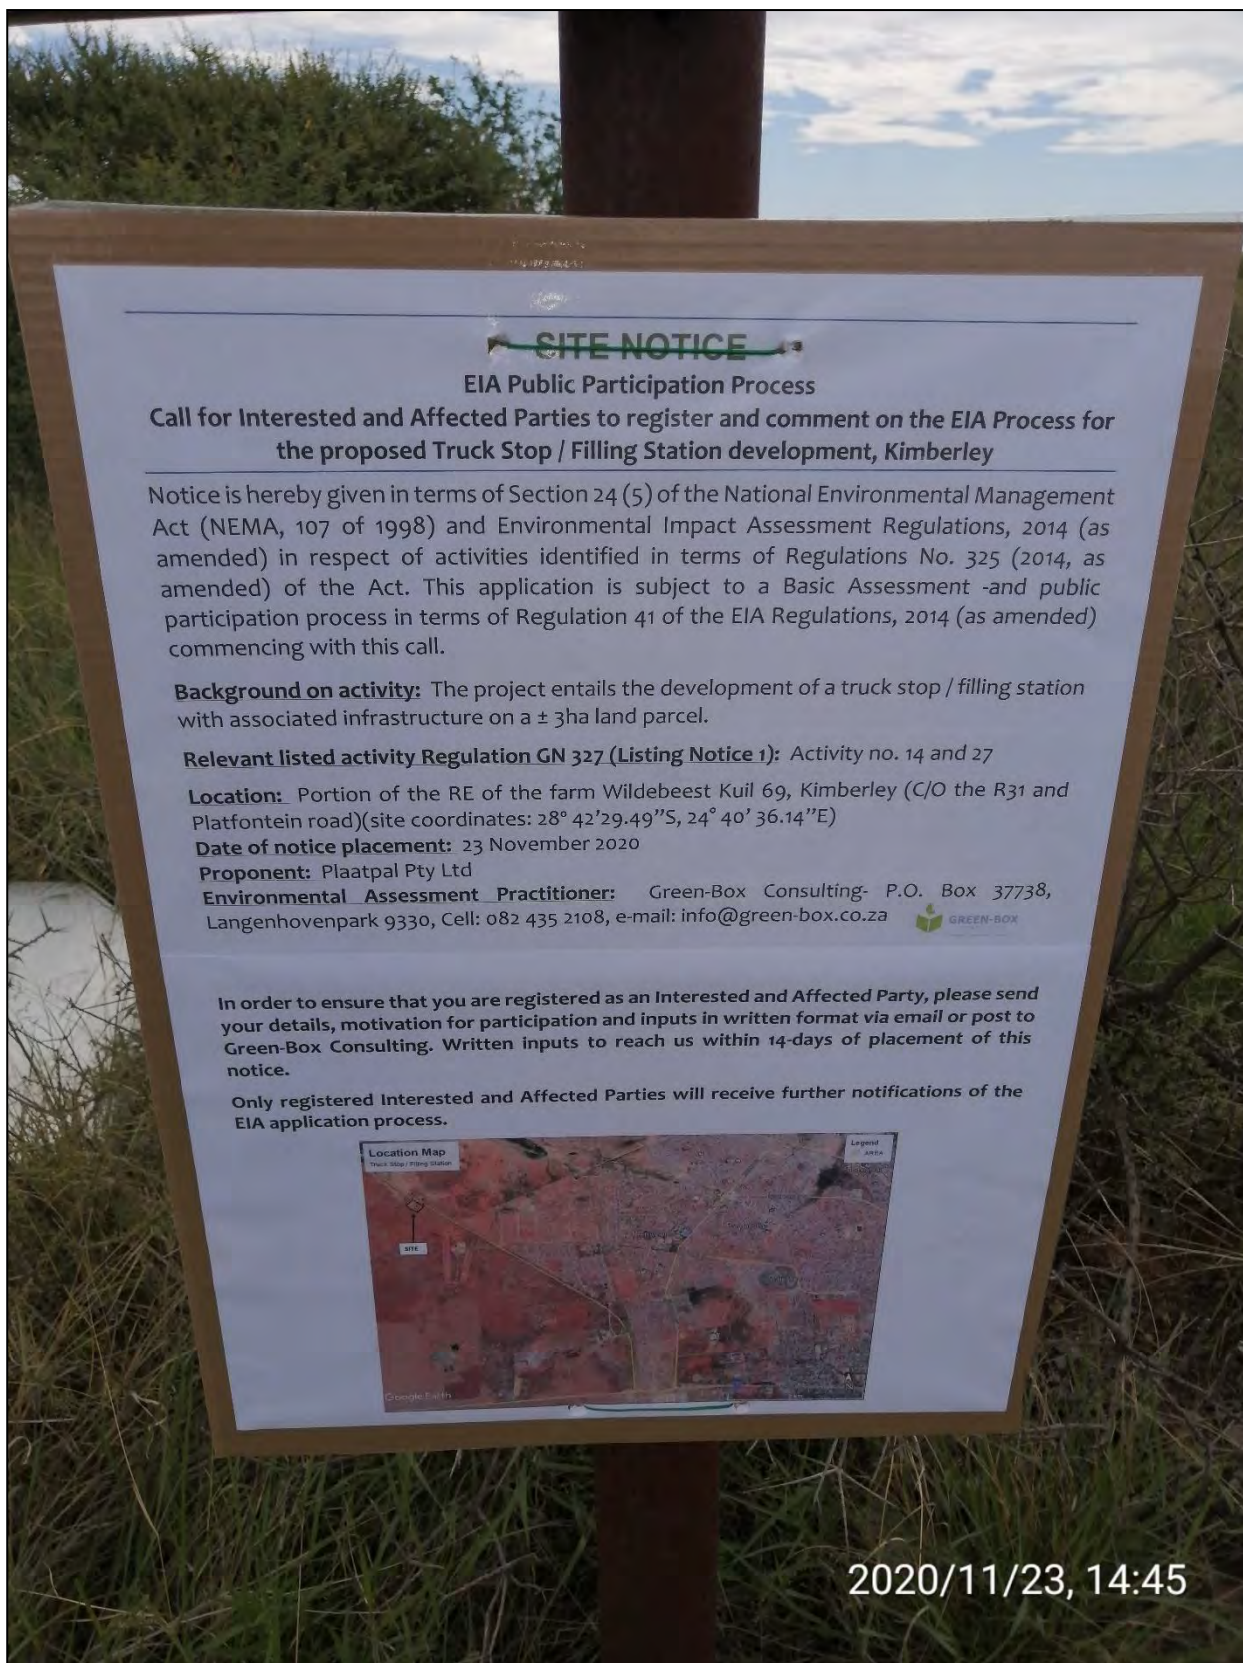 SITE NOTICE
EIA Public Participation Process
Call for Interested and Affected Parties to register and comment on the EIA Process for
the proposed Truck Stop / Filling Station development, Kimberley
Notice is hereby given in terms of Section 24 (5) of the National Environmental Management
Act (NEMA, 107 of 1998) and Environmental Impact Assessment Regulations, 2014 (as
amended) in respect of activities identified in terms of Regulations No. 325 (2014, as
amended) of the Act. This application is subject to a Basic Assessment -and public
participation process in terms of Regulation 41 of the EIA Regulations, 2014 (as amended)
commencing with this call.
Background on activity: The project entails the development of a truck stop / filling station
with associated infrastructure on a ± 3ha land parcel.
Relevant listed activity Regulation GN 327 (Listing Notice 1): Activity no. 14 and 27
Location: Portion of the RE of the farm Wildebeest Kuil 69, Kimberley (C/O the R31 and
Platfontein road)(site coordinates: 28° 42'29.49"S, 24° 40' 36.14"E)
Date of notice placement: 23 November 2020
Proponent: Plaatpal Pty Ltd
Environmental Assessment Practitioner: Green-Box Consulting- P.O. Box 37738,
Langenhovenpark 9330, Cell: 082 435 2108, e-mail: info@green-box.co.za
GREEN-BOX
In order to ensure that you are registered as an Interested and Affected Party, please send
your details, motivation for participation and inputs in written format via email or post to
Green-Box Consulting. Written inputs to reach us within 14-days of placement of this
notice.
Only registered Interested and Affected Parties will receive further notifications of the
EIA application process.
Location Map
Truck Stop / Filling Station
Legend
AREA
SITE
Google Earth
2020/11/23, 14:45